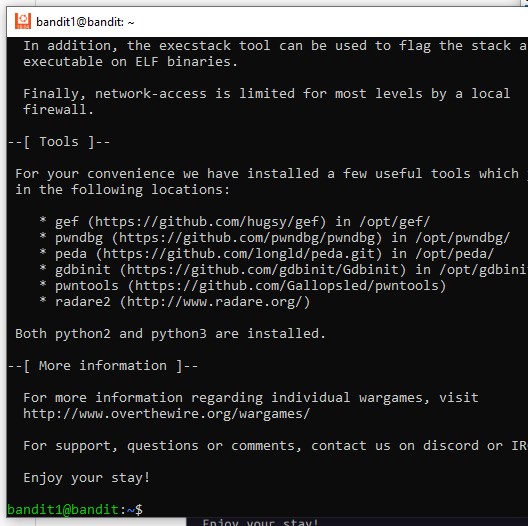 bandit1@bandit: ~
In addition, the execstack tool can be used to flag the stack a
executable on ELF binaries.
Finally, network-access is limited for most levels by a local
firewall.
--[ Tools ]--
For your convenience we have installed a few useful tools which
in the following locations:
* gef (https://github.com/hugsy/gef) in /opt/gef/
* pwndbg (https://github.com/pwndbg/pwndbg) in /opt/pwndbg/
* peda (https://github.com/longld/peda.git) in /opt/peda/
* gdbinit (https://github.com/gdbinit/Gdbinit) in /opt/gdbini
* pwntools (https://github.com/Gallopsled/pwntools)
* radare2 (http://www.radare.org/)
Both python2 and python3 are installed.
--[ More information ]--
For more information regarding individual wargames, visit
http://www.overthewire.org/wargames/
For support, questions or comments, contact us on discord or IR
Enjoy your stay!
bandit1@bandit:~$
Enjoy your stay!